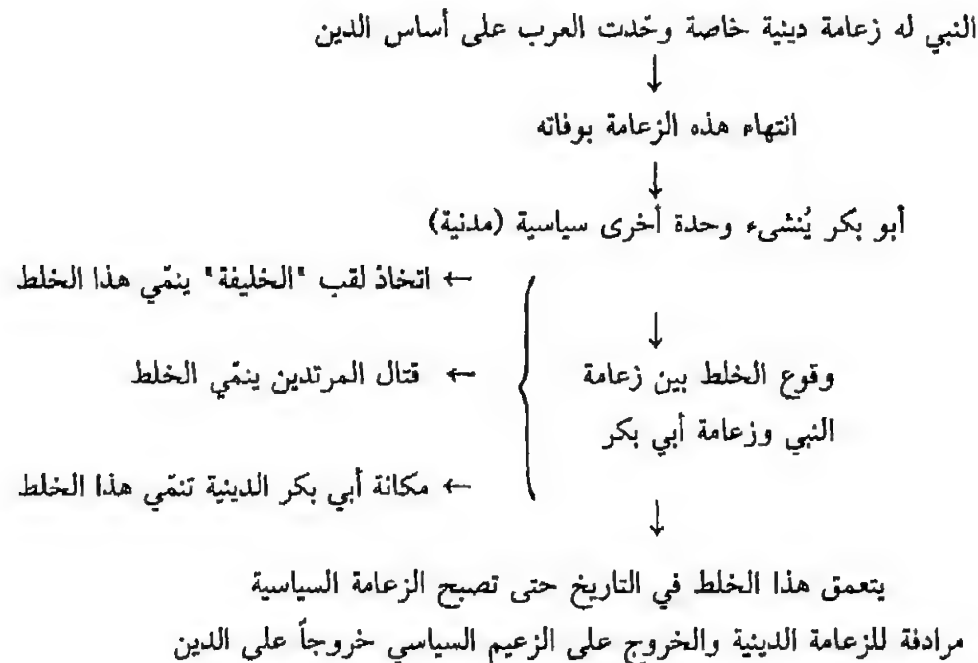 النبي له زعامة دينية خاصة وحّدت العرب على أساس الدين
↓
انتهاء هذه الزعامة بوفاته
↓
أبو بكر يُنشىء وحدة أخرى سياسية (مدنية)
↓
وقوع الخلط بين زعامة
النبي وزعامة أبي بكر
← اتخاذ لقب "الخليفة" ينمّي هذا الخلط
← قتال المرتدين ينمّي الخلط
← مكانة أبي بكر الدينية تنمّي هذا الخلط
↓
يتعمق هذا الخلط في التاريخ حتى تصبح الزعامة السياسية
مرادفة للزعامة الدينية والخروج على الزعيم السياسي خروجاً على الدين